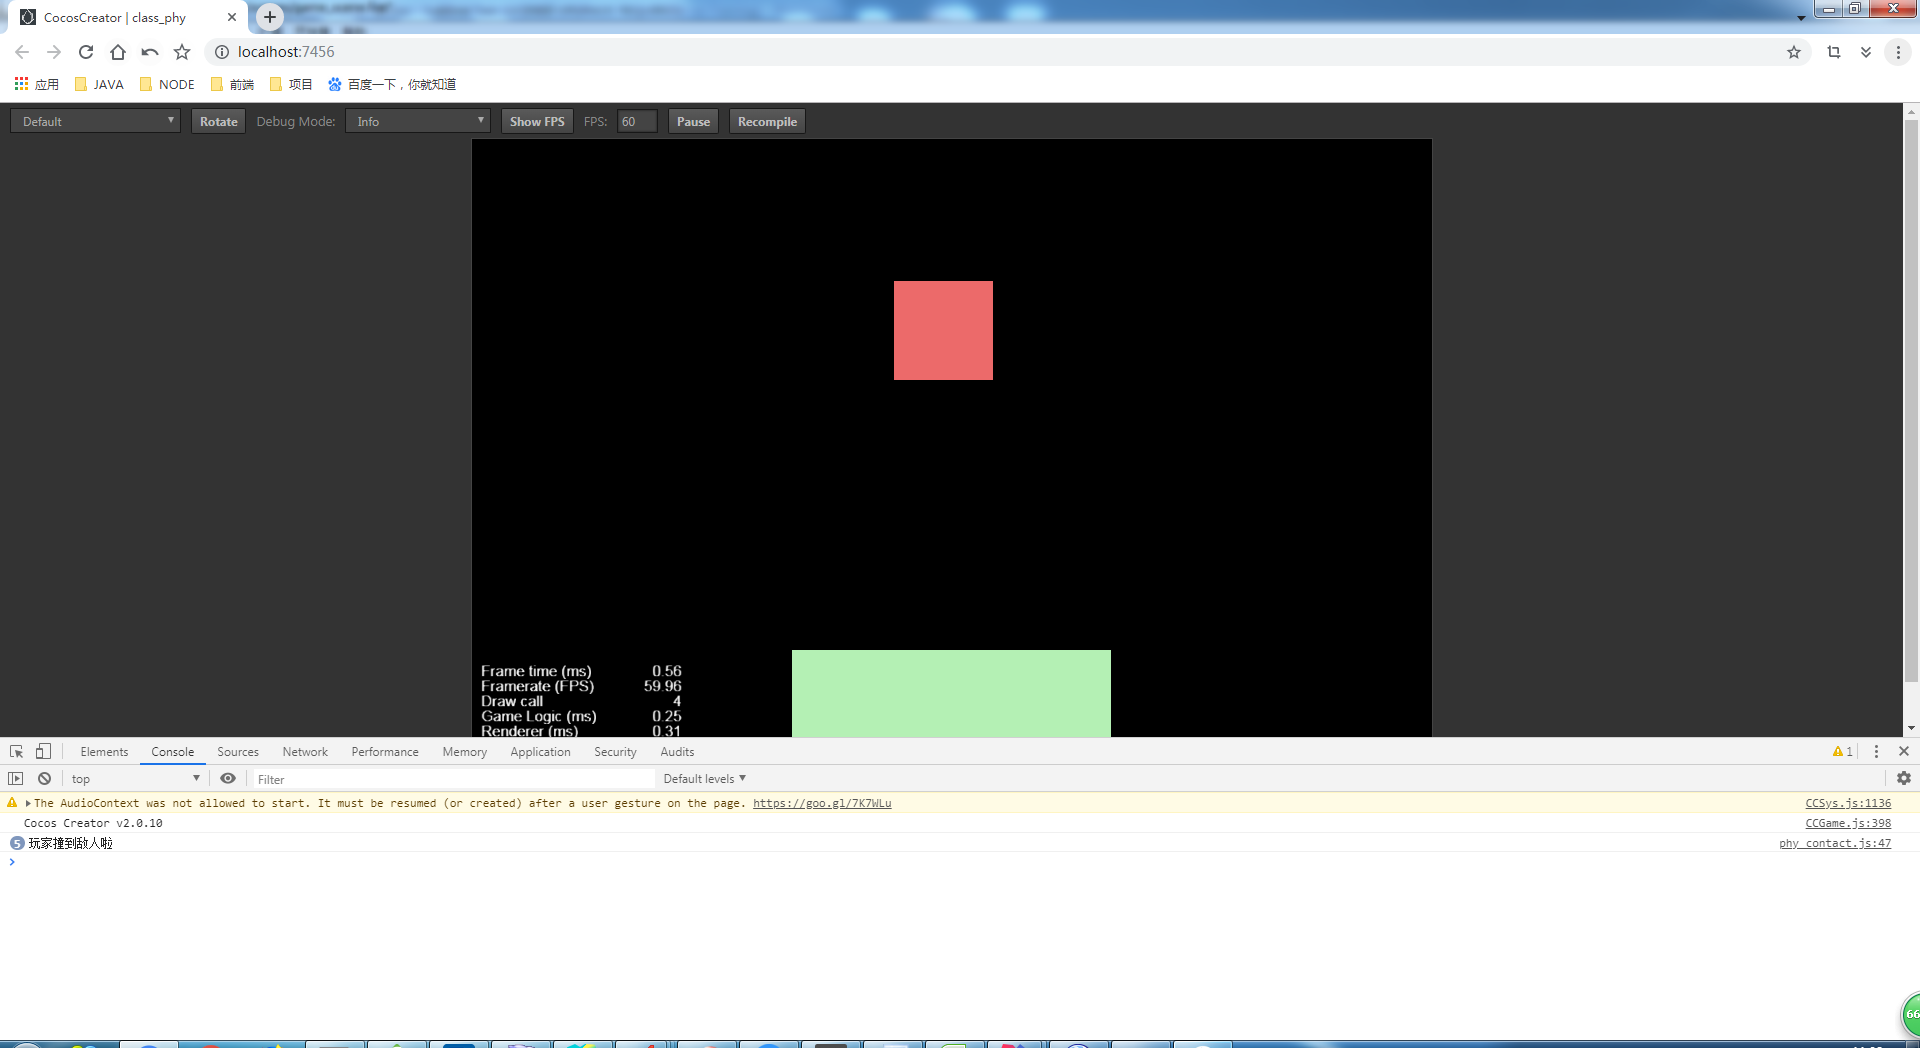 CocosCreator | class_phy
localhost:7456
应用 JAVA NODE 前端 项目 百度一下，你就知道
Default Rotate Debug Mode: Info Show FPS FPS: 60 Pause Recompile
Frame time (ms) 0.56
Framerate (FPS) 59.96
Draw call 4
Game Logic (ms) 0.25
Renderer (ms) 0.31
Elements Console Sources Network Performance Memory Application Security Audits 1
top Filter Default levels
The AudioContext was not allowed to start. It must be resumed (or created) after a user gesture on the page. https://goo.gl/7K7WLu CCSys.js:1136
Cocos Creator v2.0.10 CCGame.js:398
5 玩家撞到敌人啦 phy_contact.js:47
66